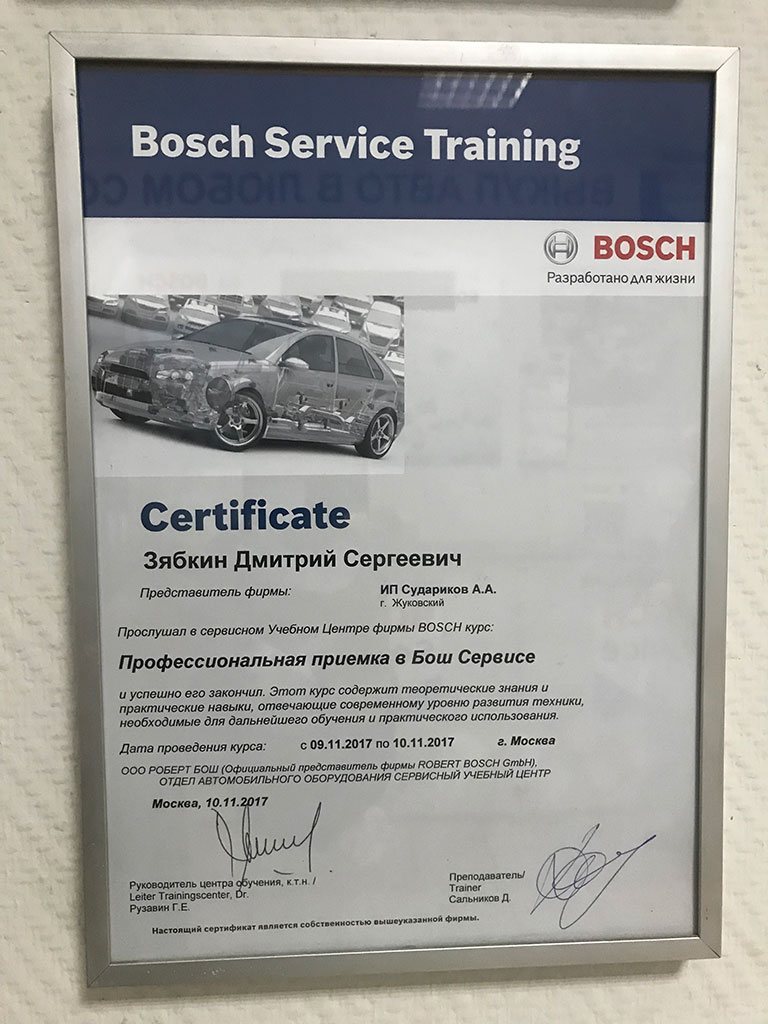 Bosch Service Training
ВЫКУП АВТО В ЛЮБОМ СО
BOSCH
Разработано для жизни
Certificate
Зябкин Дмитрий Сергеевич
Представитель фирмы: ИП Судариков А.А.
г. Жуковский
Прослушал в сервисном Учебном Центре фирмы BOSCH курс:
Профессиональная приемка в Бош Сервисе
и успешно его закончил. Этот курс содержит теоретические знания и
практические навыки, отвечающие современному уровню развития техники,
необходимые для дальнейшего обучения и практического использования.
Дата проведения курса: с 09.11.2017 по 10.11.2017 г. Москва
ООО РОБЕРТ БОШ (Официальный представитель фирмы ROBERT BOSCH GmbH),
ОТДЕЛ АВТОМОБИЛЬНОГО ОБОРУДОВАНИЯ СЕРВИСНЫЙ УЧЕБНЫЙ ЦЕНТР
Москва, 10.11.2017
Руководитель центра обучения, к.т.н. /
Leiter Trainingscenter, Dr.
Рузавин Г.Е.
Преподаватель/
Trainer
Сальников Д.
Настоящий сертификат является собственностью вышеуказанной фирмы.